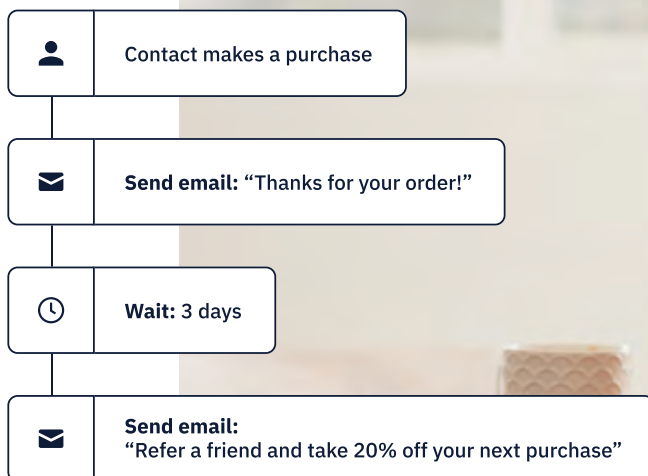 Contact makes a purchase
Send email: “Thanks for your order!”
Wait: 3 days
Send email:
“Refer a friend and take 20% off your next purchase”